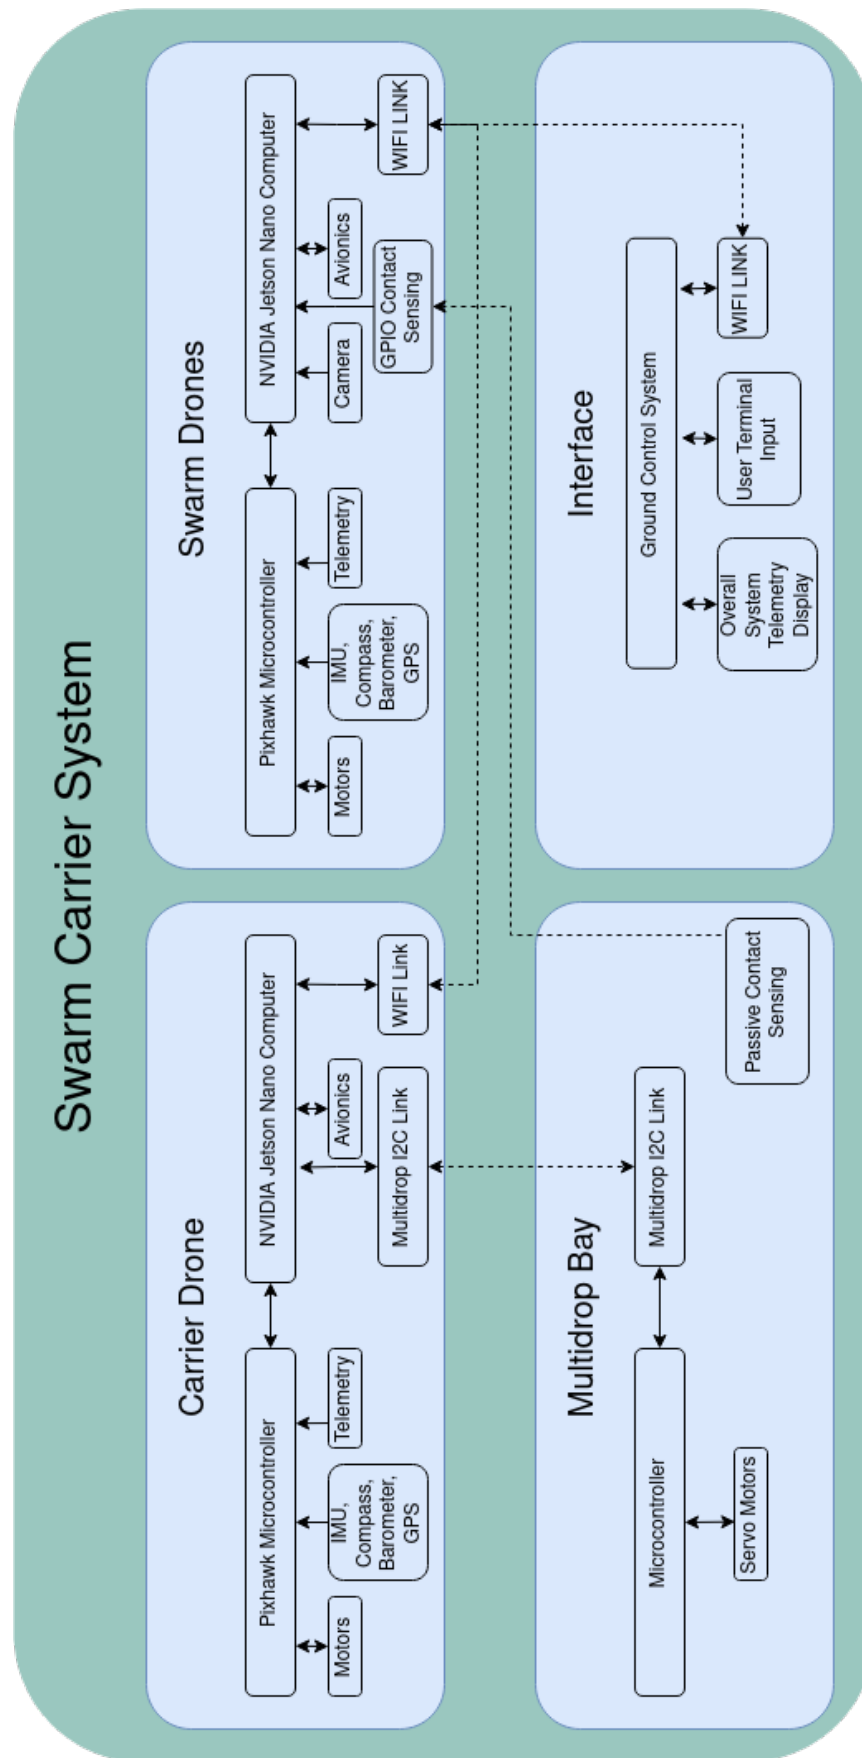 Swarm Carrier System
Carrier Drone
Pixhawk Microcontroller
NVIDIA Jetson Nano Computer
Motors
IMU,
Compass,
Barometer,
GPS
Telemetry
Avionics
Multidrop I2C Link
WIFI Link
Swarm Drones
Pixhawk Microcontroller
NVIDIA Jetson Nano Computer
Motors
IMU,
Compass,
Barometer,
GPS
Telemetry
Camera
Avionics
GPIO Contact
Sensing
WIFI LINK
Multidrop Bay
Microcontroller
Multidrop I2C Link
Servo Motors
Passive Contact
Sensing
Interface
Ground Control System
Overall
System
Telemetry
Display
User Terminal
Input
WIFI LINK